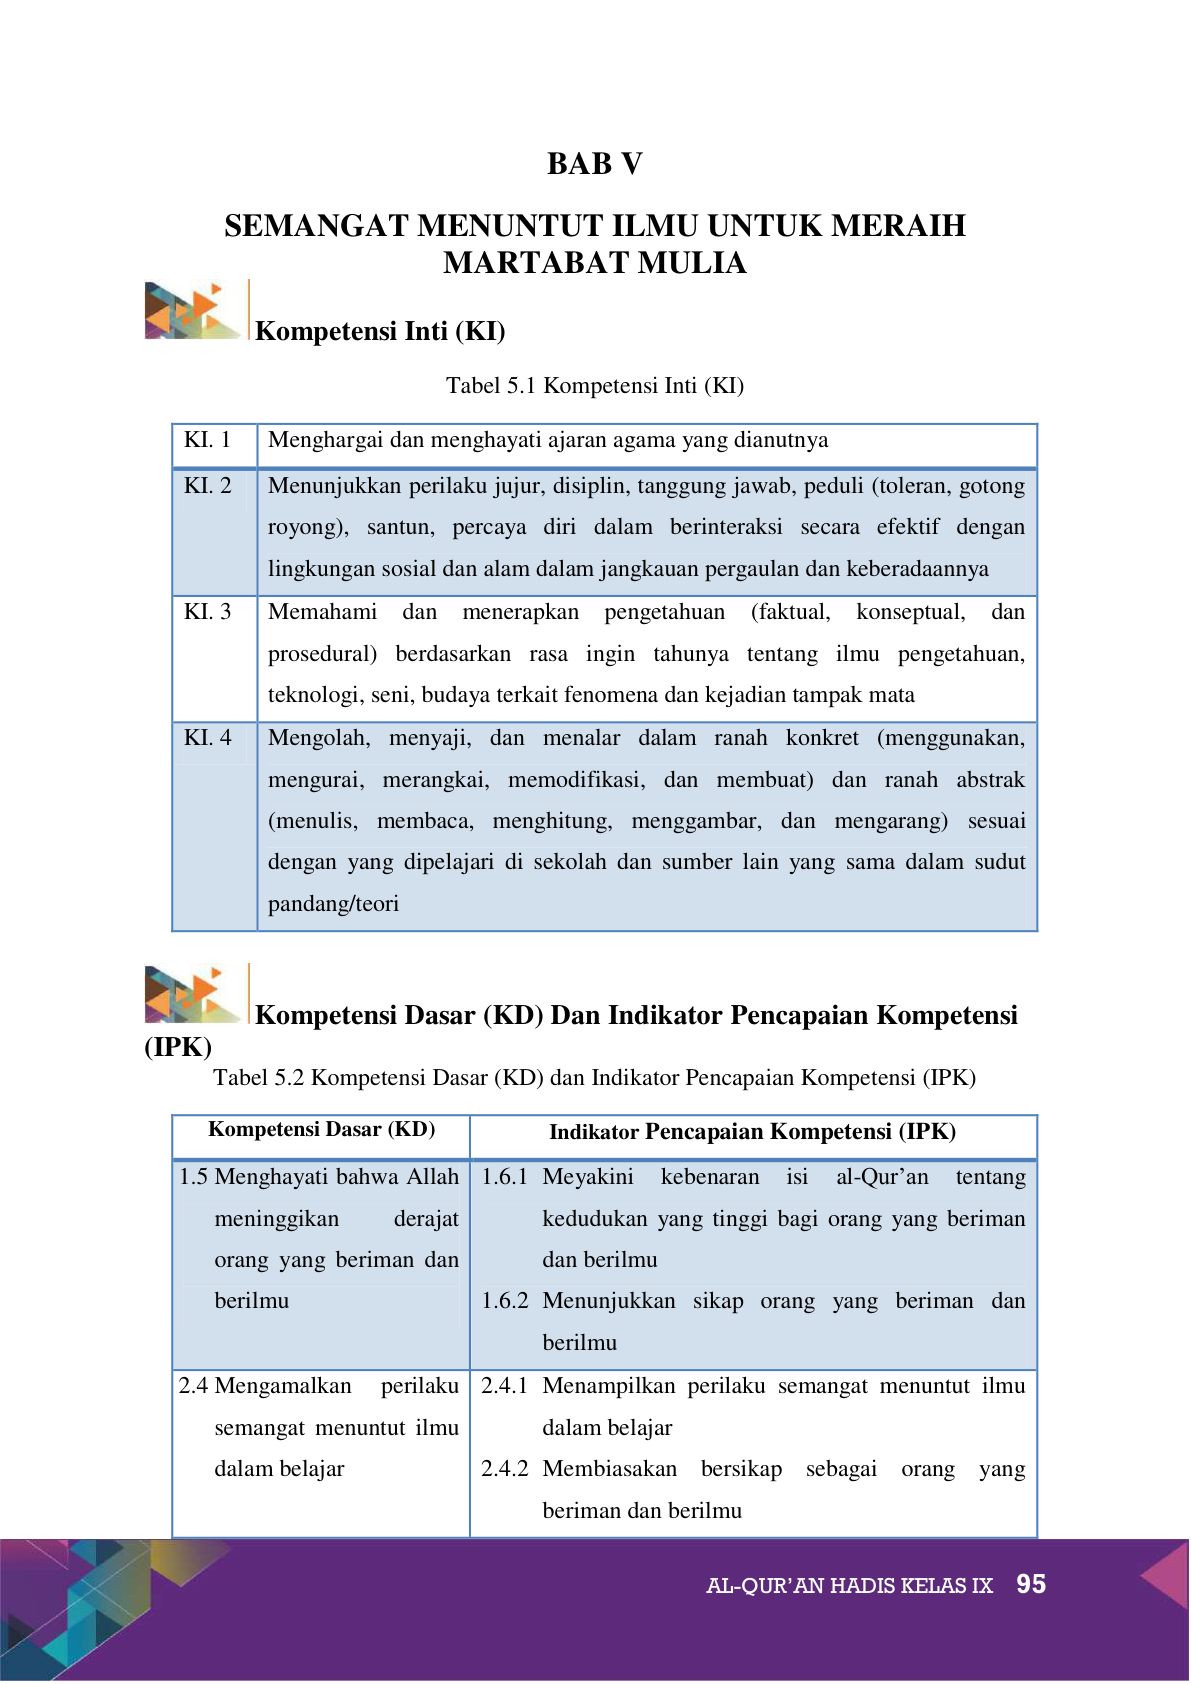 BAB V
SEMANGAT MENUNTUT ILMU UNTUK MERAIH
MARTABAT MULIA
Kompetensi Inti (KI)
Tabel 5.1 Kompetensi Inti (KI)
KI. 1 Menghargai dan menghayati ajaran agama yang dianutnya
KI. 2 Menunjukkan perilaku jujur, disiplin, tanggung jawab, peduli (toleran, gotong
royong), santun, percaya diri dalam berinteraksi secara efektif dengan
lingkungan sosial dan alam dalam jangkauan pergaulan dan keberadaannya
KI. 3 Memahami dan menerapkan pengetahuan (faktual, konseptual, dan
prosedural) berdasarkan rasa ingin tahunya tentang ilmu pengetahuan,
teknologi, seni, budaya terkait fenomena dan kejadian tampak mata
KI. 4 Mengolah, menyaji, dan menalar dalam ranah konkret (menggunakan,
mengurai, merangkai, memodifikasi, dan membuat) dan ranah abstrak
(menulis, membaca, menghitung, menggambar, dan mengarang) sesuai
dengan yang dipelajari di sekolah dan sumber lain yang sama dalam sudut
pandang/teori
Kompetensi Dasar (KD) Dan Indikator Pencapaian Kompetensi
(IPK)
Tabel 5.2 Kompetensi Dasar (KD) dan Indikator Pencapaian Kompetensi (IPK)
Kompetensi Dasar (KD)
Indikator Pencapaian Kompetensi (IPK)
1.5 Menghayati bahwa Allah
meninggikan derajat
orang yang beriman dan
berilmu
1.6.1 Meyakini kebenaran isi al-Qur’an tentang
kedudukan yang tinggi bagi orang yang beriman
dan berilmu
1.6.2 Menunjukkan sikap orang yang beriman dan
berilmu
2.4 Mengamalkan perilaku
semangat menuntut ilmu
dalam belajar
2.4.1 Menampilkan perilaku semangat menuntut ilmu
dalam belajar
2.4.2 Membiasakan bersikap sebagai orang yang
beriman dan berilmu
AL-QUR’AN HADIS KELAS IX 95